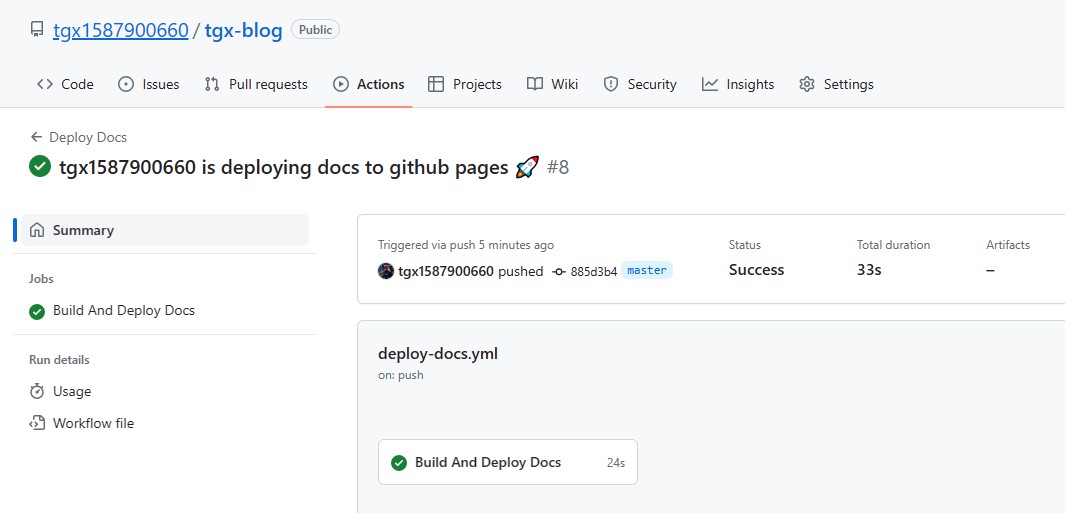 tgx1587900660 / tgx-blog Public
Code Issues Pull requests Actions Projects Wiki Security Insights Settings
← Deploy Docs
tgx1587900660 is deploying docs to github pages 🚀 #8
Summary
Jobs
Build And Deploy Docs
Run details
Usage
Workflow file
Triggered via push 5 minutes ago
tgx1587900660 pushed 885d3b4 master
Status
Success
Total duration
33s
Artifacts
–
deploy-docs.yml
on: push
Build And Deploy Docs 24s